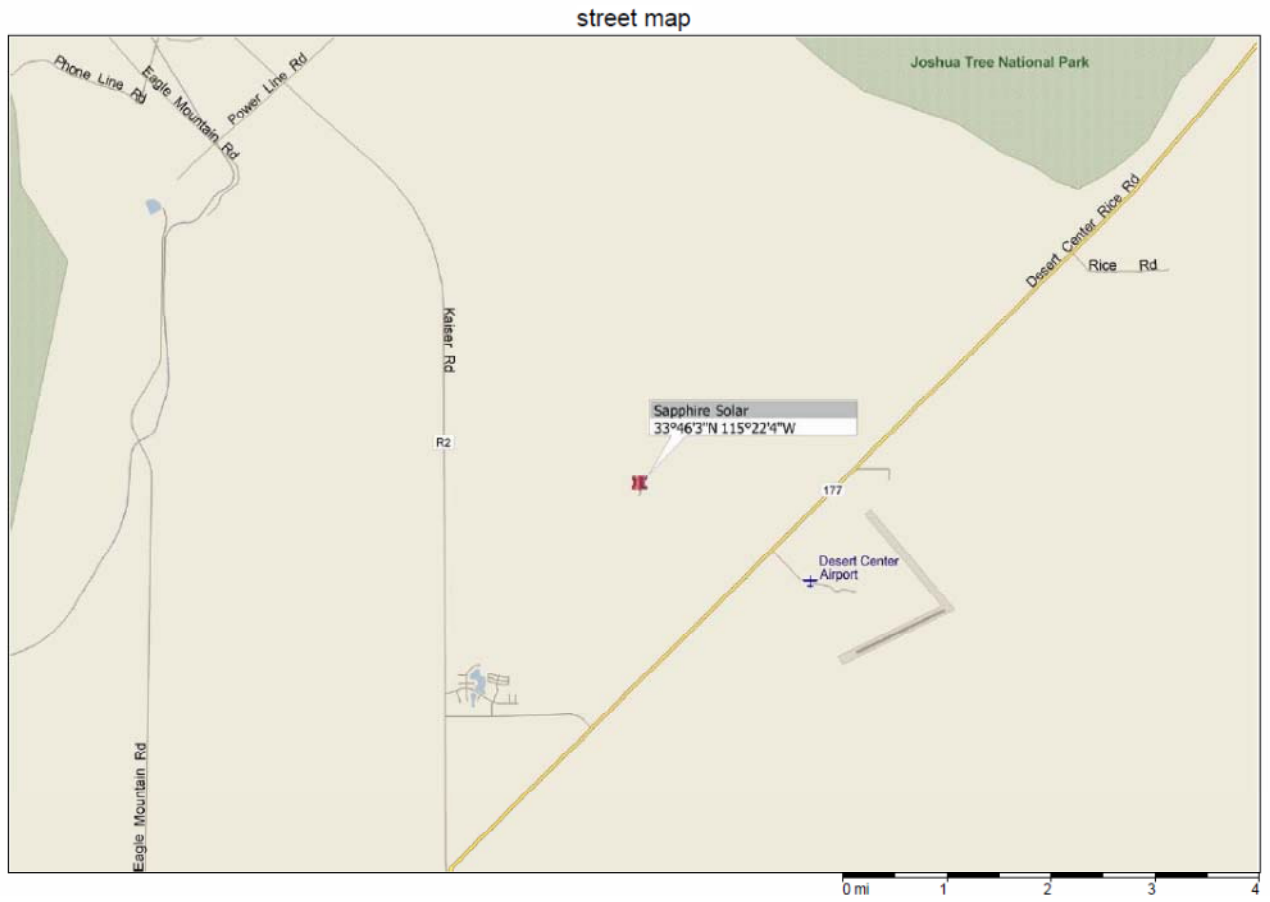 street map
Joshua Tree National Park
Phone Line Rd
Eagle Mountain Rd
Power Line Rd
Desert Center Rice Rd
Rice Rd
Kaiser Rd
Sapphire Solar
33°46'3"N 115°22'4"W
R2
177
Desert Center
Airport
Eagle Mountain Rd
0 mi 1 2 3 4